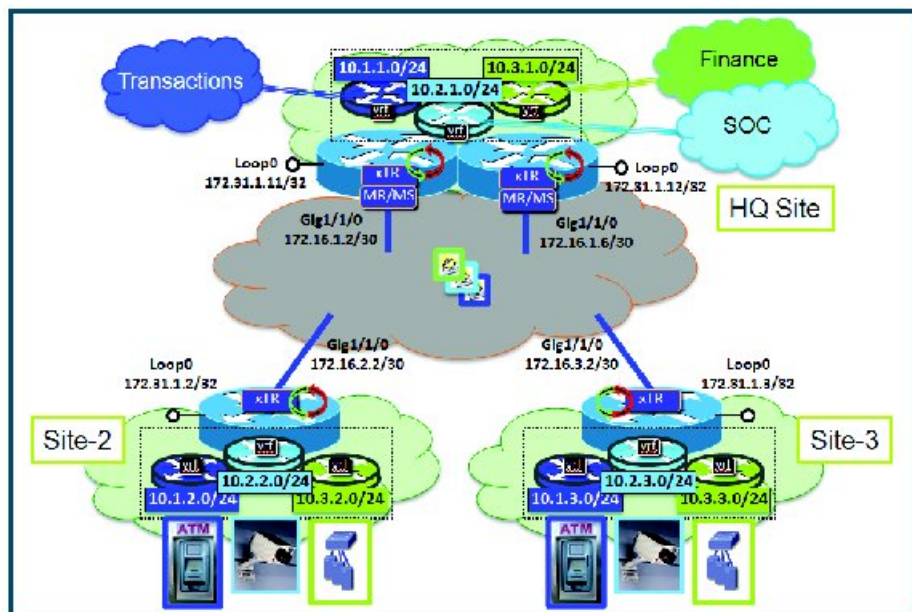 Transactions
10.1.1.0/24
10.3.1.0/24
10.2.1.0/24
Finance
SOC
vrf
vrf
vrf
Loop0
172.31.1.11/32
xTR
MR/MS
xTR
MR/MS
Loop0
172.31.1.12/32
HQ Site
Gig1/1/0
172.16.1.2/30
Gig1/1/0
172.16.1.6/30
Gig1/1/0
172.16.2.2/30
Gig1/1/0
172.16.3.2/30
Loop0
172.31.1.2/32
xTR
xTR
Loop0
172.31.1.3/32
Site-2
Site-3
vrf
vrf
vrf
10.2.2.0/24
10.1.2.0/24
10.3.2.0/24
vrf
vrf
vrf
10.2.3.0/24
10.1.3.0/24
10.3.3.0/24
ATM
ATM